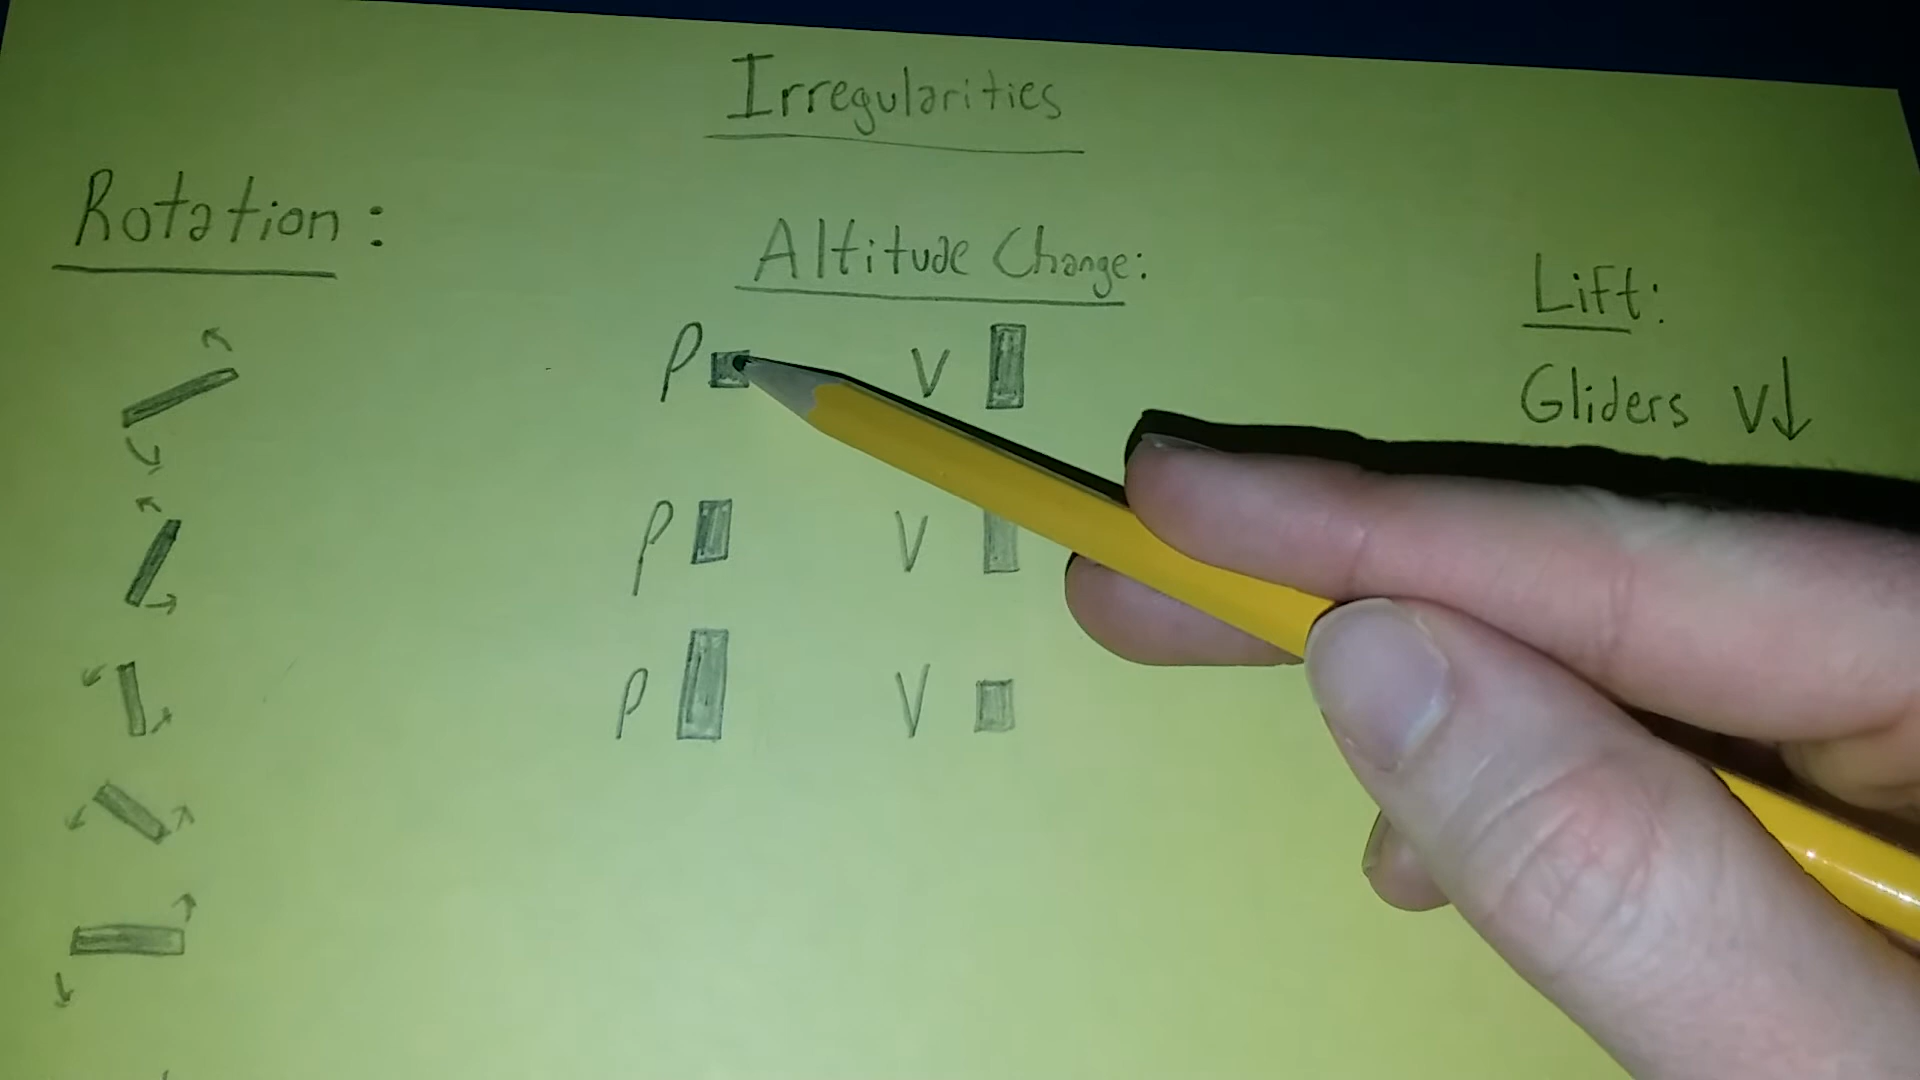 Irregularities
Rotation:
Altitude Change:
Lift:
Gliders V↓
ρ V
ρ V
ρ V